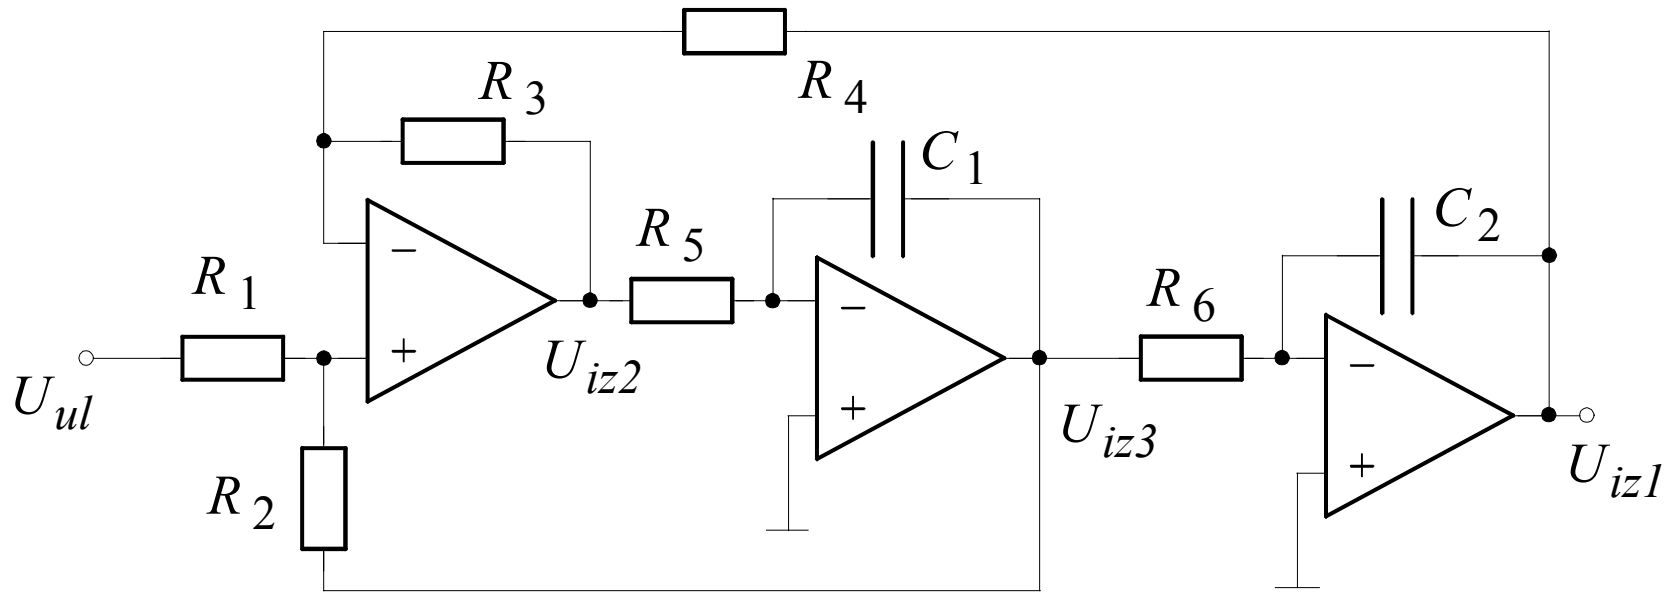 R 4
R 3
C 1
C 2
R 5
−
R 1
−
R 6
+
U iz2
−
U ul
+
U iz3
R 2
+
U iz1